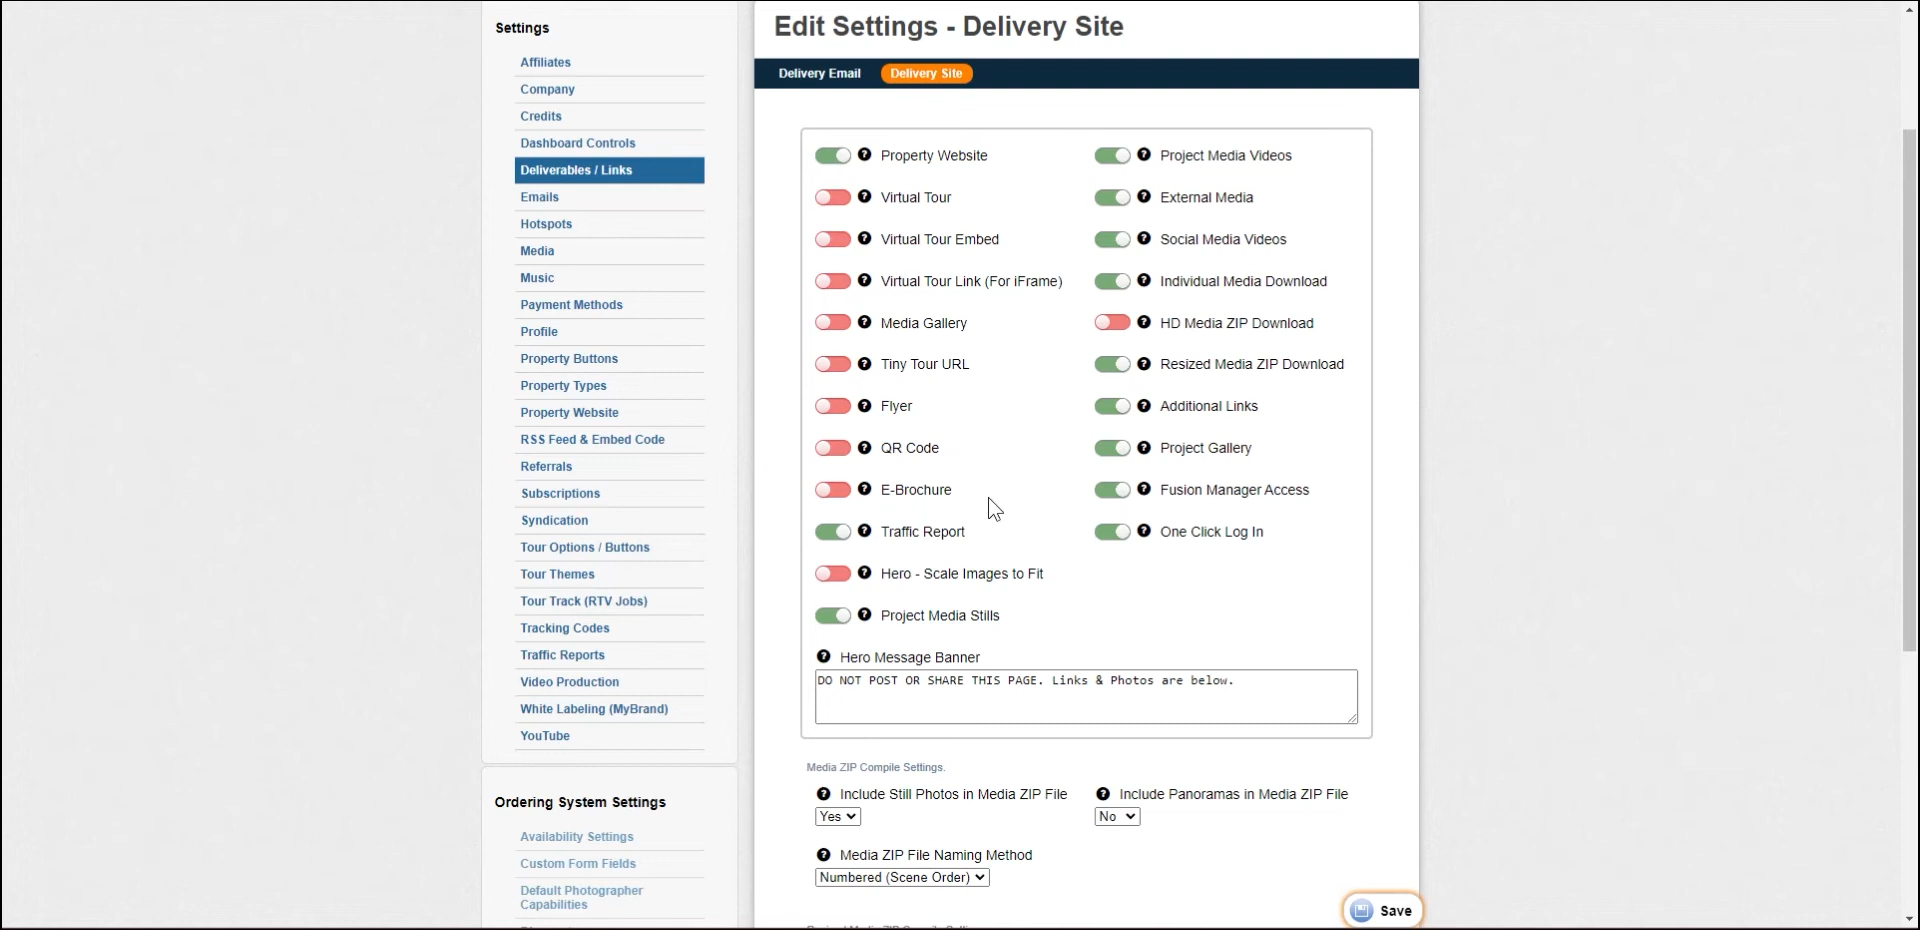 Settings
Affiliates
Company
Credits
Dashboard Controls
Deliverables / Links
Emails
Hotspots
Media
Music
Payment Methods
Profile
Property Buttons
Property Types
Property Website
RSS Feed & Embed Code
Referrals
Subscriptions
Syndication
Tour Options / Buttons
Tour Themes
Tour Track (RTV Jobs)
Tracking Codes
Traffic Reports
Video Production
White Labeling (MyBrand)
YouTube
Ordering System Settings
Availability Settings
Custom Form Fields
Default Photographer
Capabilities
Edit Settings - Delivery Site
Delivery Email Delivery Site
Property Website
Project Media Videos
Virtual Tour
External Media
Virtual Tour Embed
Social Media Videos
Virtual Tour Link (For iFrame)
Individual Media Download
Media Gallery
HD Media ZIP Download
Tiny Tour URL
Resized Media ZIP Download
Flyer
Additional Links
QR Code
Project Gallery
E-Brochure
Fusion Manager Access
Traffic Report
One Click Log In
Hero - Scale Images to Fit
Project Media Stills
Hero Message Banner
DO NOT POST OR SHARE THIS PAGE. Links & Photos are below.
Media ZIP Compile Settings.
Include Still Photos in Media ZIP File
Yes
Include Panoramas in Media ZIP File
No
Media ZIP File Naming Method
Numbered (Scene Order)
Save